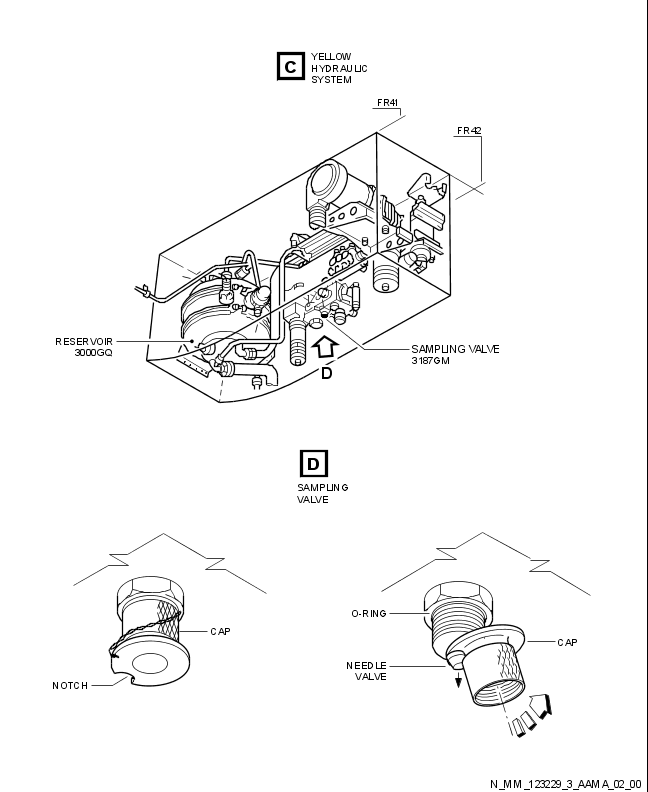 C
YELLOW
HYDRAULIC
SYSTEM
FR41
FR42
RESERVOIR
3000GQ
SAMPLING VALVE
3187GM
D
D
SAMPLING
VALVE
CAP
NOTCH
O-RING
CAP
NEEDLE
VALVE
N_MM_123229_3_AAMA_02_00